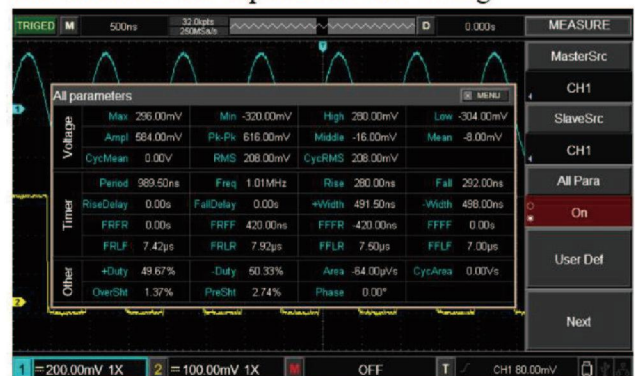 TRIGED M 500ns 32.0kpts 250MSa/s D 0.000s MEASURE
MasterSrc
CH1
SlaveSrc
CH1
All Para
On
User Def
Next
All parameters MENU
Voltage
Max 296.00mV Min -320.00mV High 280.00mV Low -304.00mV
Ampl 584.00mV Pk-Pk 616.00mV Middle -16.00mV Mean -8.00mV
CycMean 0.00V RMS 208.00mV CycRMS 208.00mV
Timer
Period 989.50ns Freq 1.01MHz Rise 280.00ns Fall 292.00ns
RiseDelay 0.00s FallDelay 0.00s +Width 491.50ns -Width 498.00ns
FRFR 0.00s FRFF 420.00ns FFFR -420.00ns FFFF 0.00s
FRLF 7.42µs FRLR 7.92µs FFLR 7.50µs FFLF 7.00µs
Other
+Duty 49.67% -Duty 50.33% Area -64.00µVs CycArea 0.00Vs
OverSht 1.37% PreSht 2.74% Phase 0.00°
1
2
1 200.00mV 1X 2 100.00mV 1X M OFF T CH1 80.00mV